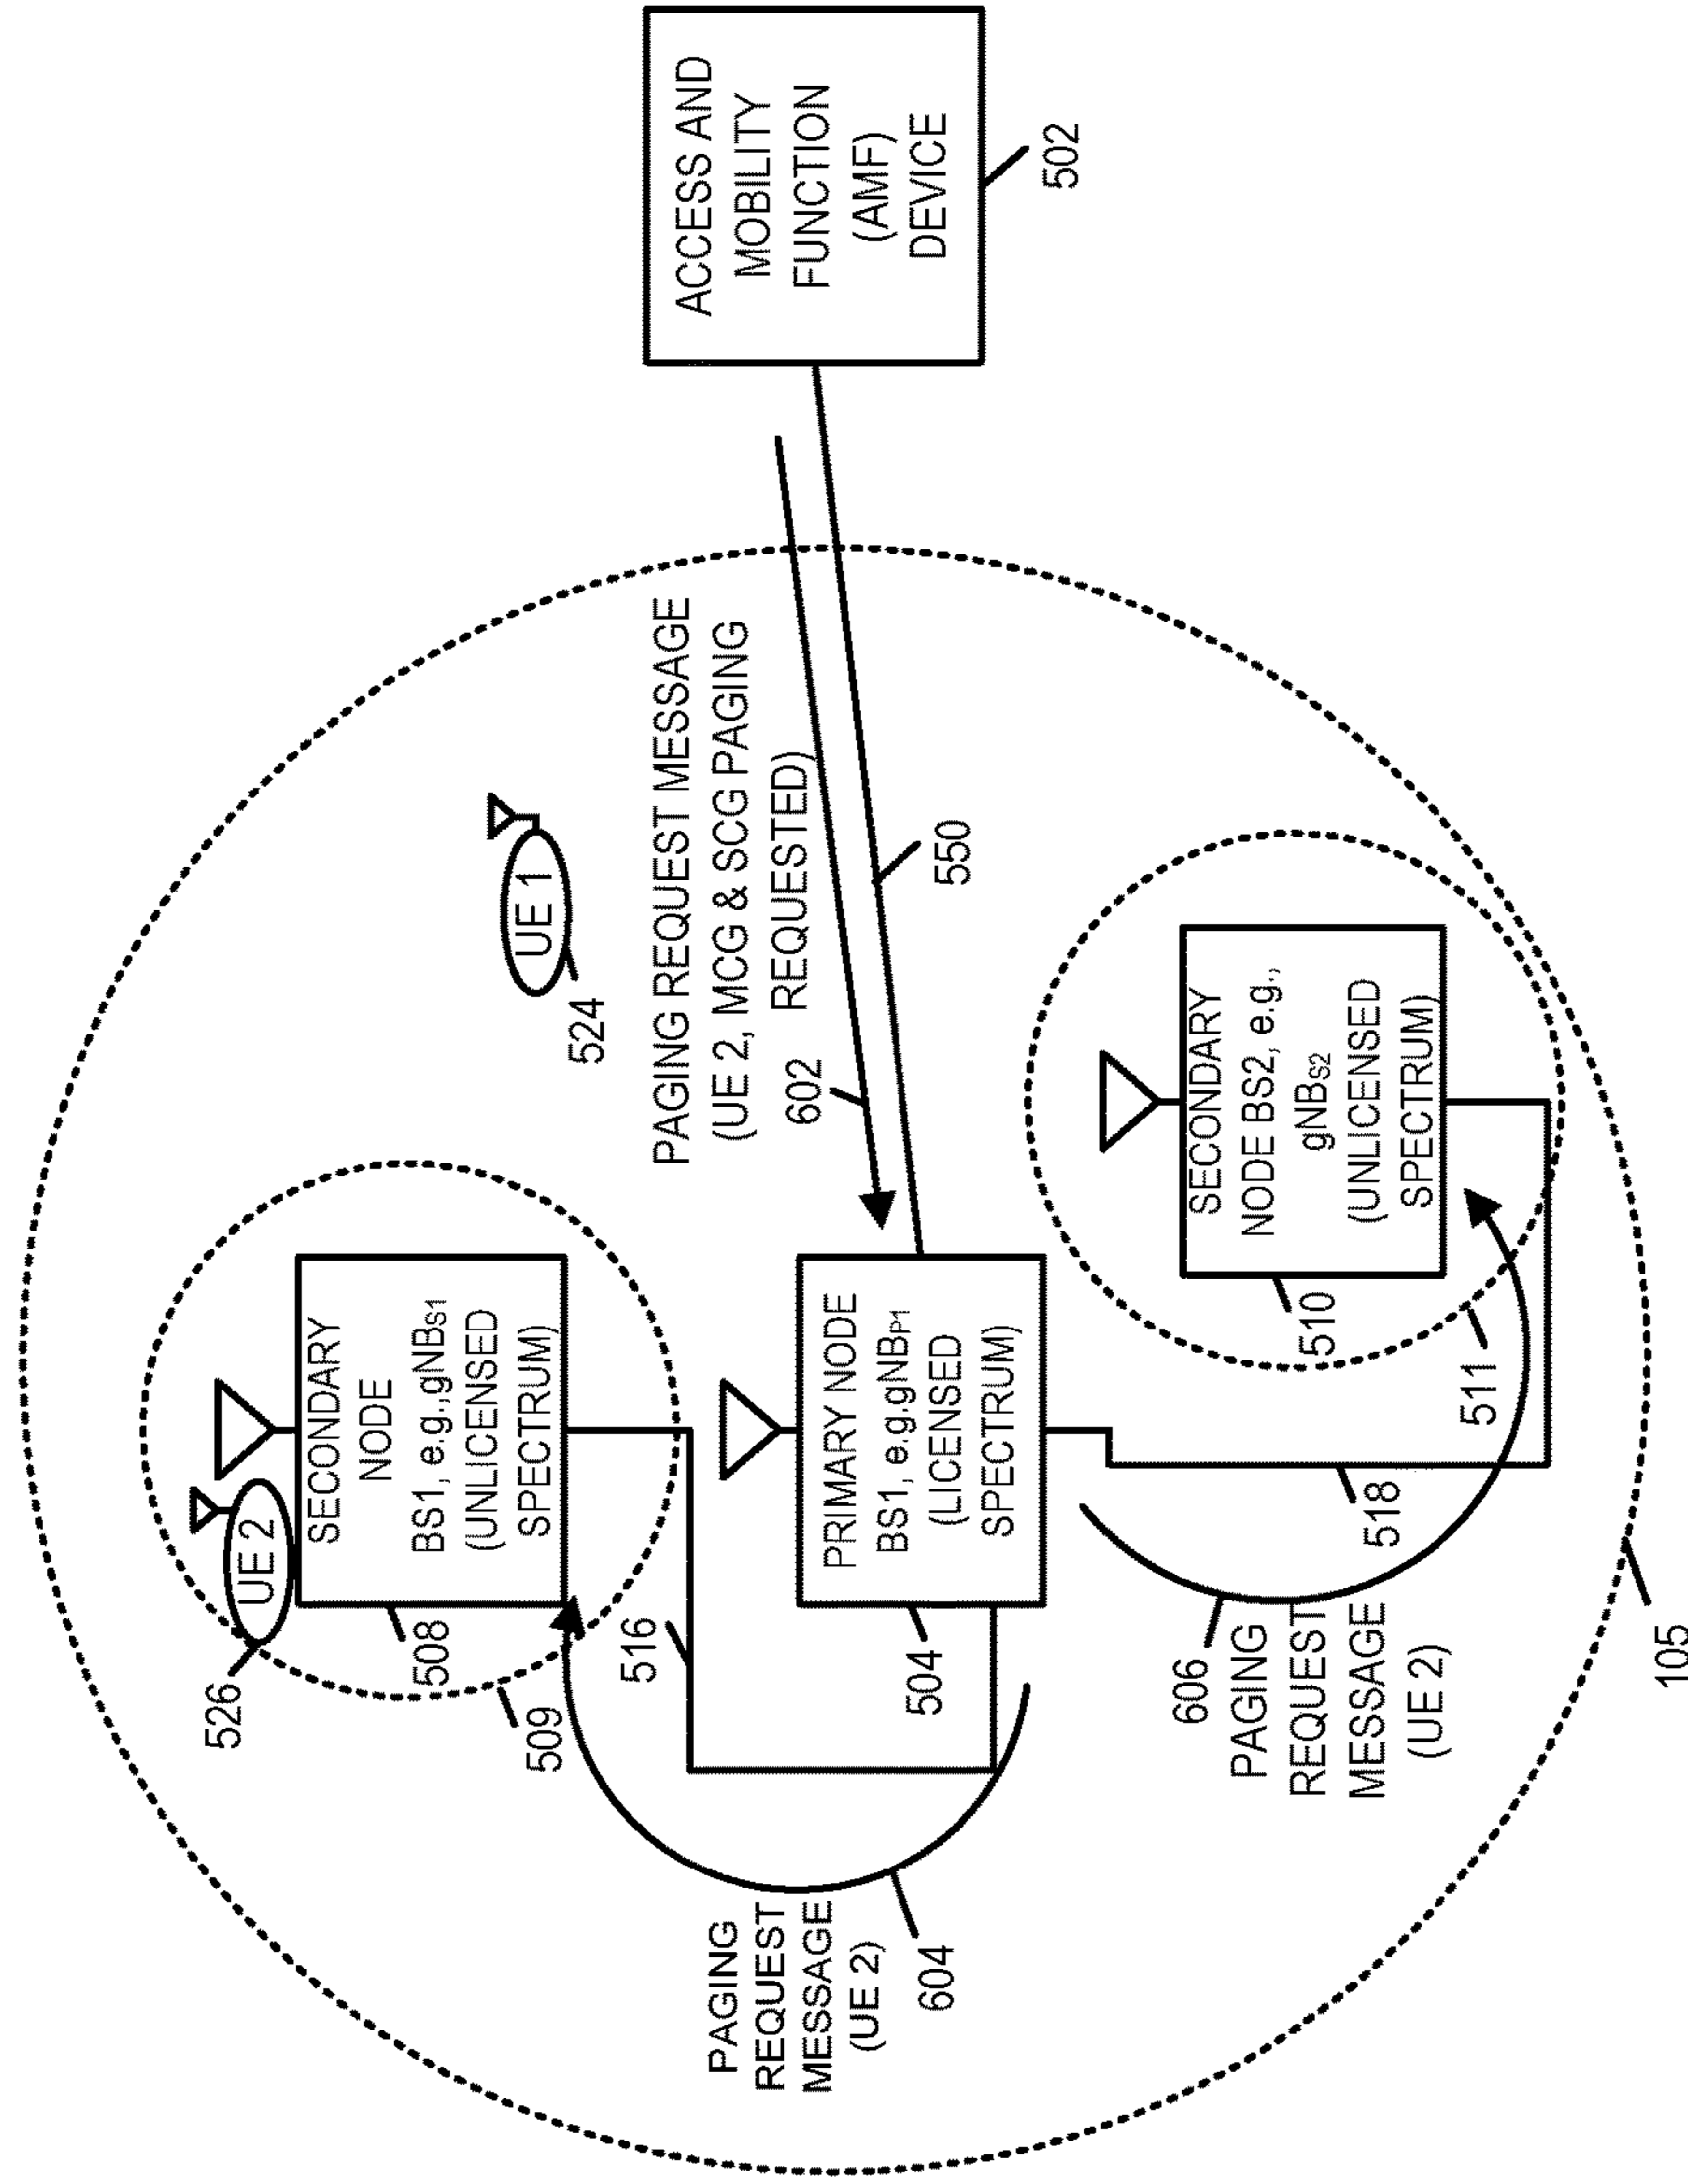 ACCESS AND
MOBILITY
FUNCTION
(AMF)
DEVICE
502
PAGING REQUEST MESSAGE
(UE 2, MCG & SCG PAGING
REQUESTED)
602
550
UE 1
524
UE 2
526
SECONDARY
NODE
BS1, e.g.,gNBS1
(UNLICENSED
SPECTRUM)
508
509
516
PRIMARY NODE
BS1, e.g.gNBP1
(LICENSED
SPECTRUM)
504
SECONDARY
NODE BS2, e.g.,
gNBS2
(UNLICENSED
SPECTRUM)
510
511
518
PAGING
REQUEST
MESSAGE
(UE 2)
604
606
PAGING
REQUEST
MESSAGE
(UE 2)
105